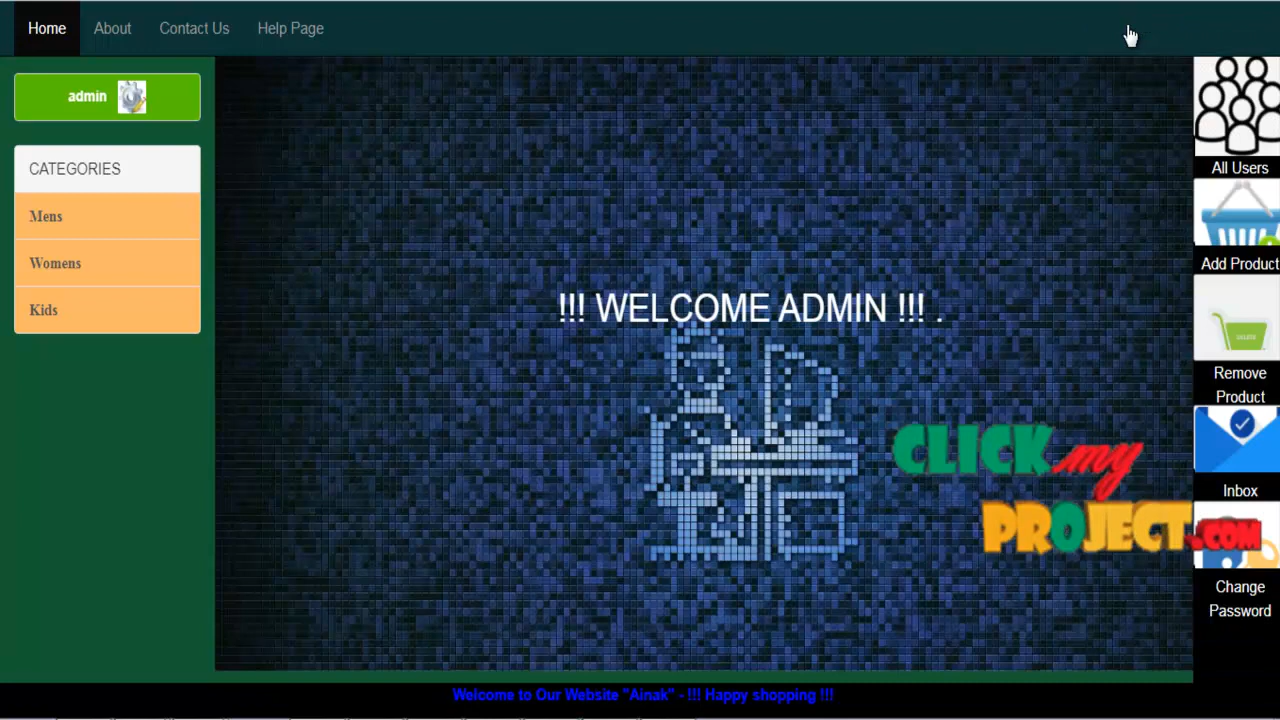 Home About Contact Us Help Page
admin
CATEGORIES
Mens
Womens
Kids
!!! WELCOME ADMIN !!! .
All Users
Add Product
DELETE
Remove
Product
Inbox
Change
Password
CLICK my
PROJECT.COM
Welcome to Our Website "Ainak" - !!! Happy shopping !!!